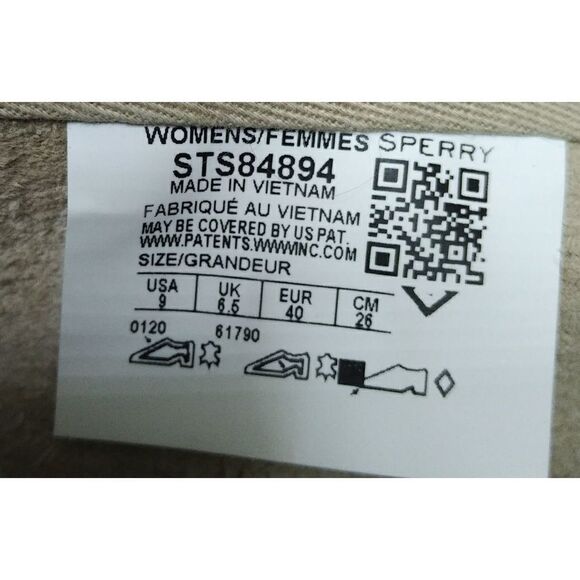 WOMENS/FEMMES SPERRY
STS84894
MADE IN VIETNAM
FABRIQUÉ AU VIETNAM
MAY BE COVERED BY US PAT.
WWW.PATENTS.WWWINC.COM
SIZE/GRANDEUR
USA UK EUR CM
9 6.5 40 26
0120 61790